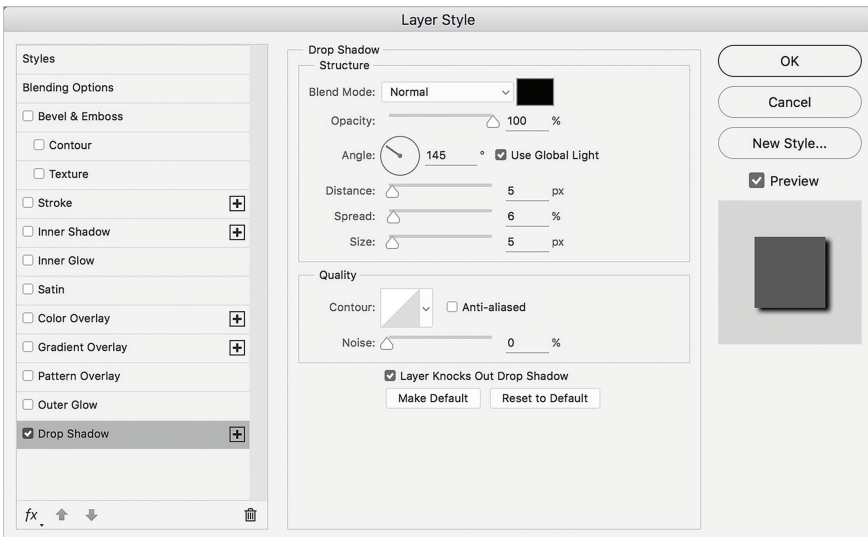 Layer Style
Styles
Blending Options
Bevel & Emboss
Contour
Texture
Stroke
Inner Shadow
Inner Glow
Satin
Color Overlay
Gradient Overlay
Pattern Overlay
Outer Glow
Drop Shadow
fx
Drop Shadow
Structure
Blend Mode: Normal
Opacity: 100 %
Angle: 145 ° Use Global Light
Distance: 5 px
Spread: 6 %
Size: 5 px
Quality
Contour: Anti-aliased
Noise: 0 %
Layer Knocks Out Drop Shadow
Make Default Reset to Default
OK
Cancel
New Style...
Preview